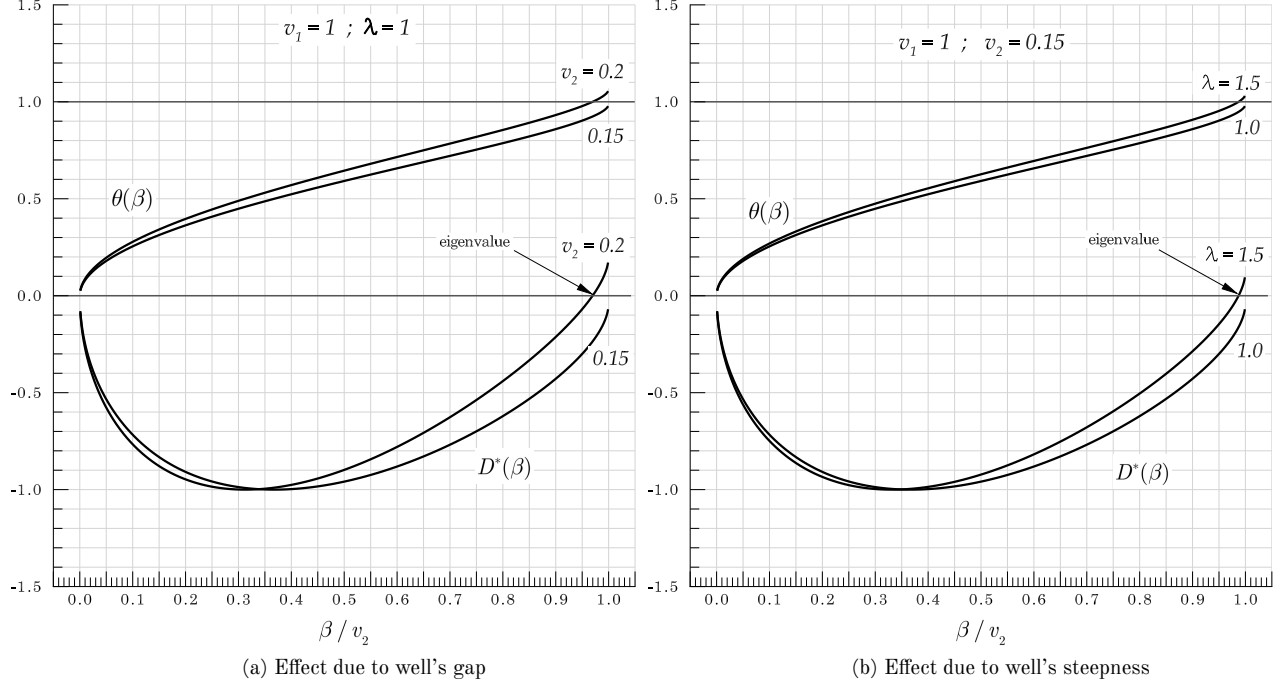 v₁ = 1 ; λ = 1
v₂ = 0.2
0.15
θ(β)
eigenvalue
v₂ = 0.2
0.15
D*(β)
1.5
1.0
0.5
0.0
-0.5
-1.0
-1.5
0.0 0.1 0.2 0.3 0.4 0.5 0.6 0.7 0.8 0.9 1.0
β / v₂
(a) Effect due to well's gap
v₁ = 1 ; v₂ = 0.15
λ = 1.5
1.0
θ(β)
eigenvalue
λ = 1.5
1.0
D*(β)
1.5
1.0
0.5
0.0
-0.5
-1.0
-1.5
0.0 0.1 0.2 0.3 0.4 0.5 0.6 0.7 0.8 0.9 1.0
β / v₂
(b) Effect due to well's steepness